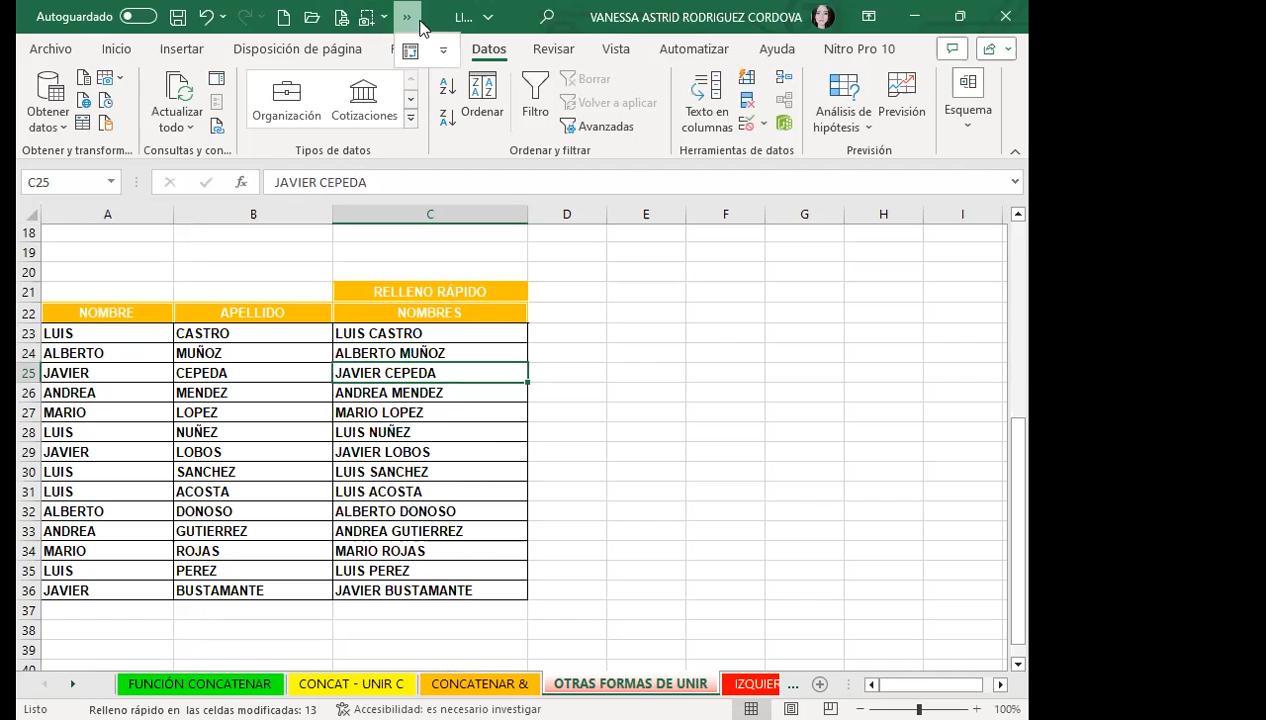 Autoguardado
»
LI...
VANESSA ASTRID RODRIGUEZ CORDOVA
Archivo Inicio Insertar Disposición de página F Datos Revisar Vista Automatizar Ayuda Nitro Pro 10
Obtener datos
Actualizar todo
Organización Cotizaciones
Ordenar
Filtro
Borrar
Volver a aplicar
Avanzadas
Texto en columnas
Análisis de hipótesis
Previsión
Esquema
Obtener y transform... Consultas y con... Tipos de datos Ordenar y filtrar Herramientas de datos Previsión
C25 fx JAVIER CEPEDA
A B C D E F G H I
18
19
20
21 RELLENO RÁPIDO
22 NOMBRE APELLIDO NOMBRES
23 LUIS CASTRO LUIS CASTRO
24 ALBERTO MUÑOZ ALBERTO MUÑOZ
25 JAVIER CEPEDA JAVIER CEPEDA
26 ANDREA MENDEZ ANDREA MENDEZ
27 MARIO LOPEZ MARIO LOPEZ
28 LUIS NUÑEZ LUIS NUÑEZ
29 JAVIER LOBOS JAVIER LOBOS
30 LUIS SANCHEZ LUIS SANCHEZ
31 LUIS ACOSTA LUIS ACOSTA
32 ALBERTO DONOSO ALBERTO DONOSO
33 ANDREA GUTIERREZ ANDREA GUTIERREZ
34 MARIO ROJAS MARIO ROJAS
35 LUIS PEREZ LUIS PEREZ
36 JAVIER BUSTAMANTE JAVIER BUSTAMANTE
37
38
39
40
FUNCIÓN CONCATENAR CONCAT - UNIR C CONCATENAR & OTRAS FORMAS DE UNIR IZQUIER ...
Listo Relleno rápido en las celdas modificadas: 13 Accesibilidad: es necesario investigar 100%